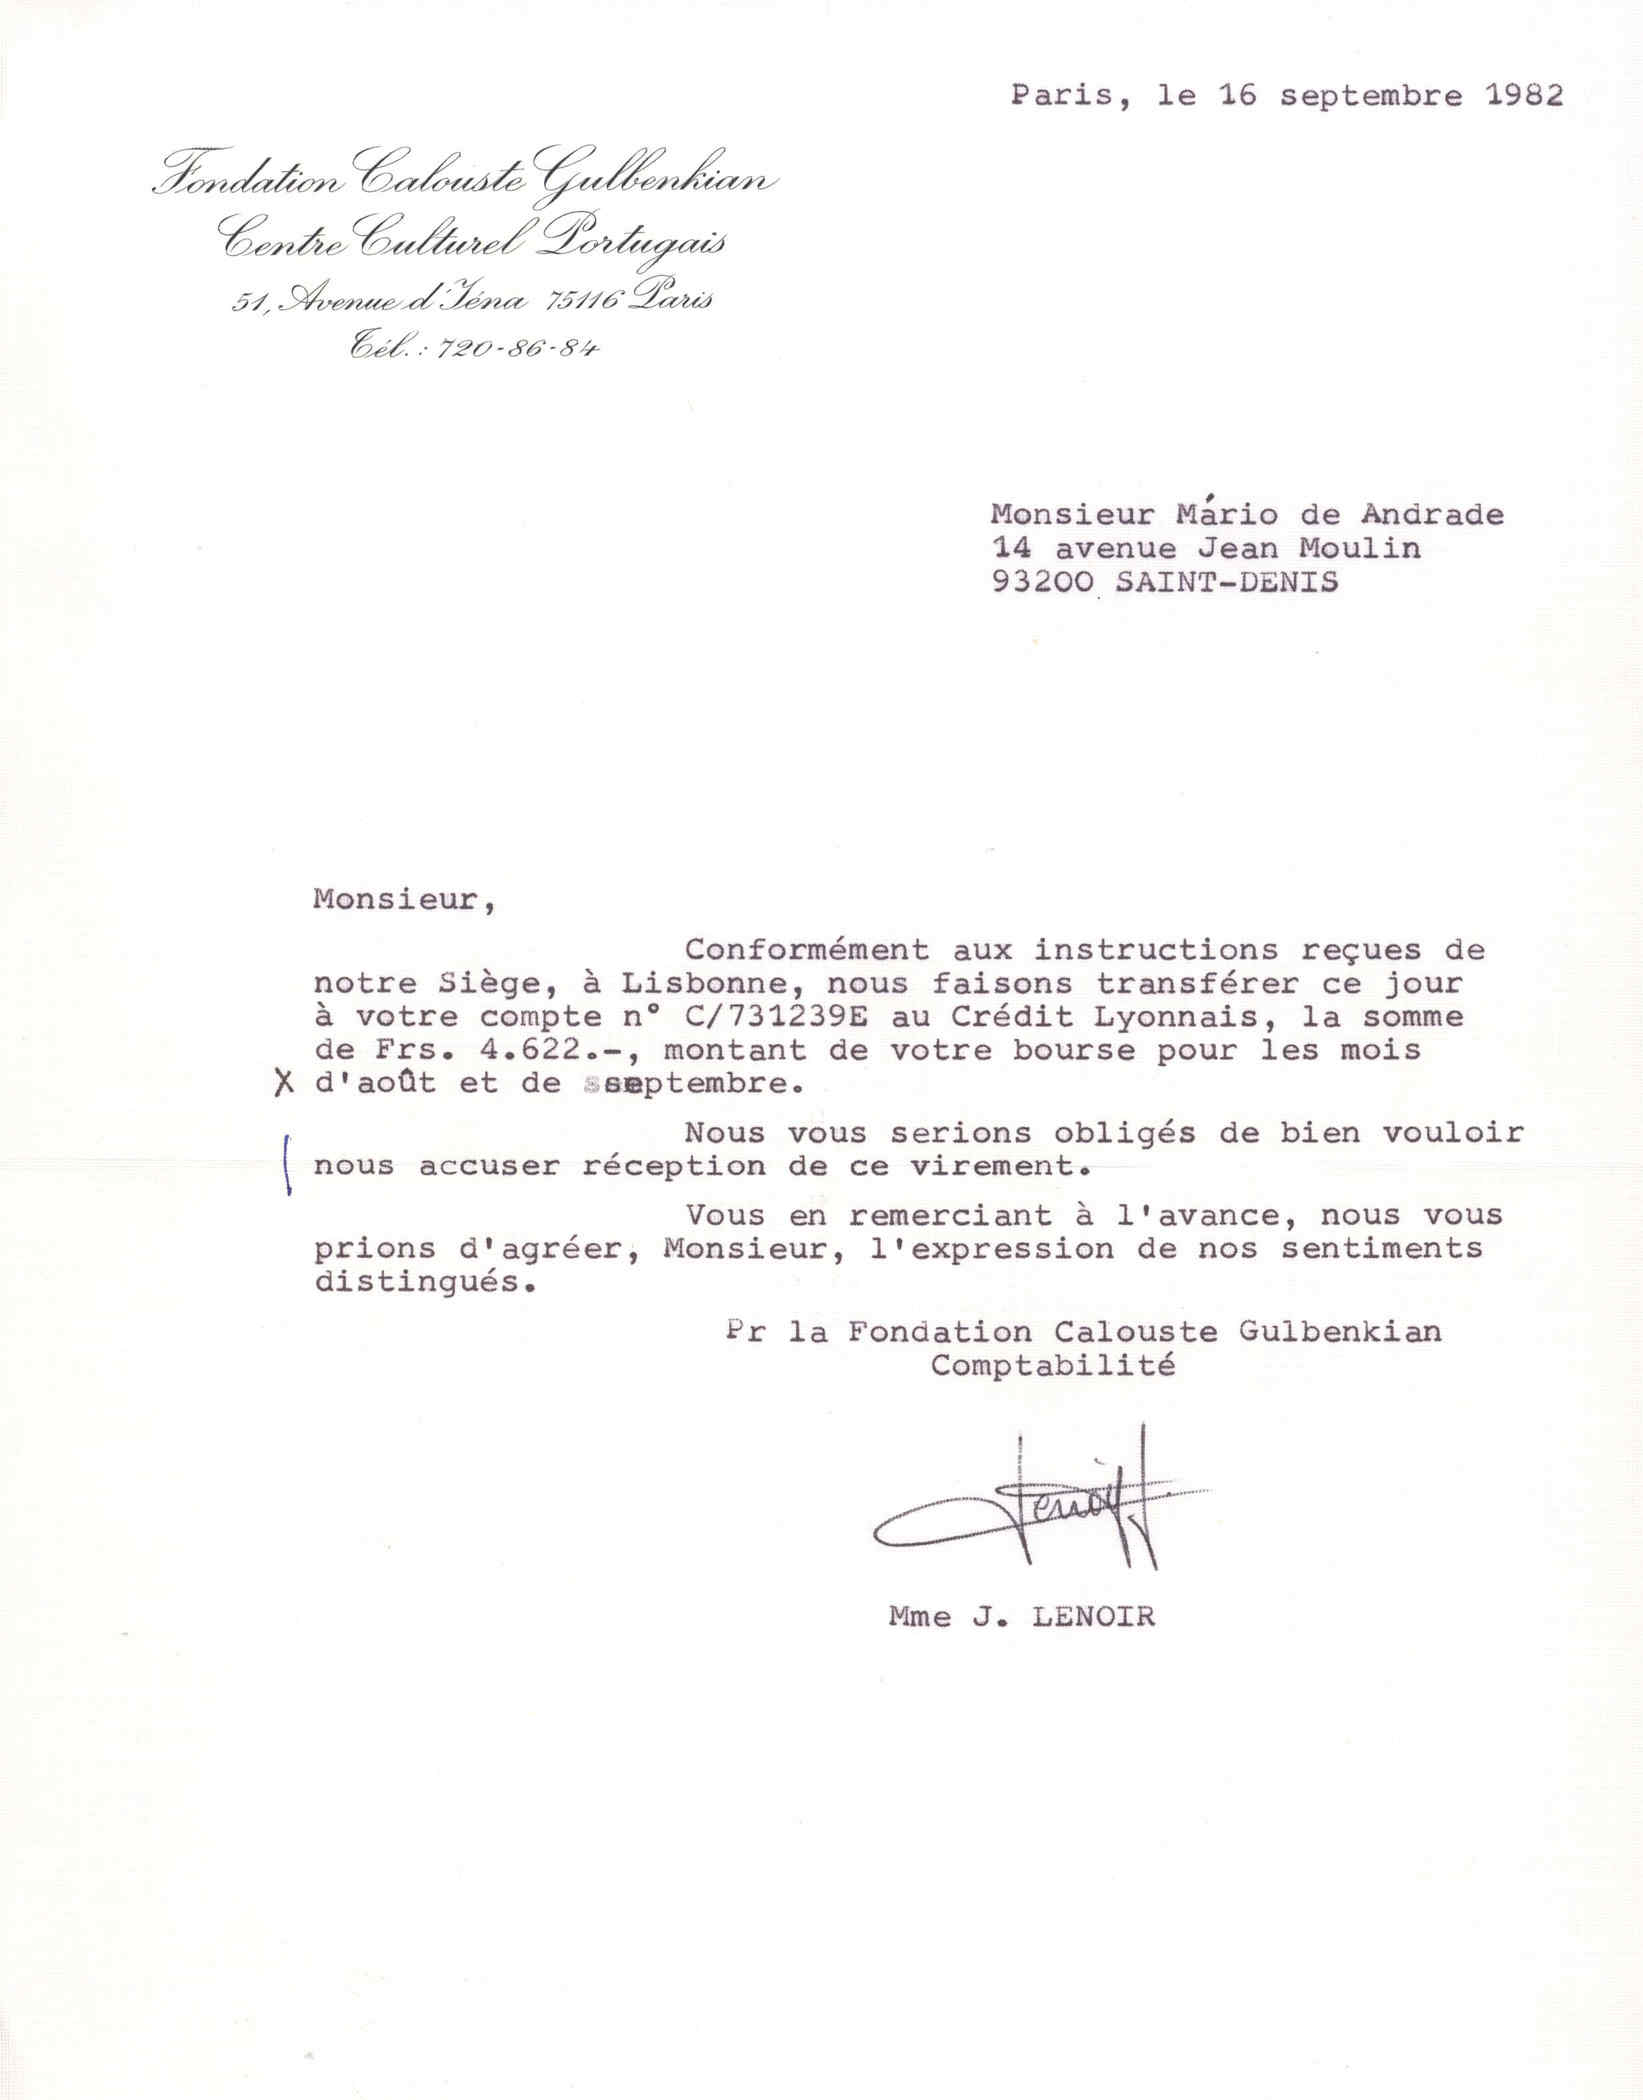 Paris, le 16 septembre 1982
Fondation Calouste Gulbenkian
Centre Culturel Portugais
51, Avenue d'Iéna 75116 Paris
Tél. : 720-86-84
Monsieur Mário de Andrade
14 avenue Jean Moulin
93200 SAINT-DENIS
Monsieur,
Conformément aux instructions reçues de
notre Siège, à Lisbonne, nous faisons transférer ce jour
à votre compte n° C/731239E au Crédit Lyonnais, la somme
de Frs. 4.622.-, montant de votre bourse pour les mois
X d'août et de septembre.
Nous vous serions obligés de bien vouloir
nous accuser réception de ce virement.
Vous en remerciant à l'avance, nous vous
prions d'agréer, Monsieur, l'expression de nos sentiments
distingués.
Pr la Fondation Calouste Gulbenkian
Comptabilité
Lenoir
Mme J. LENOIR